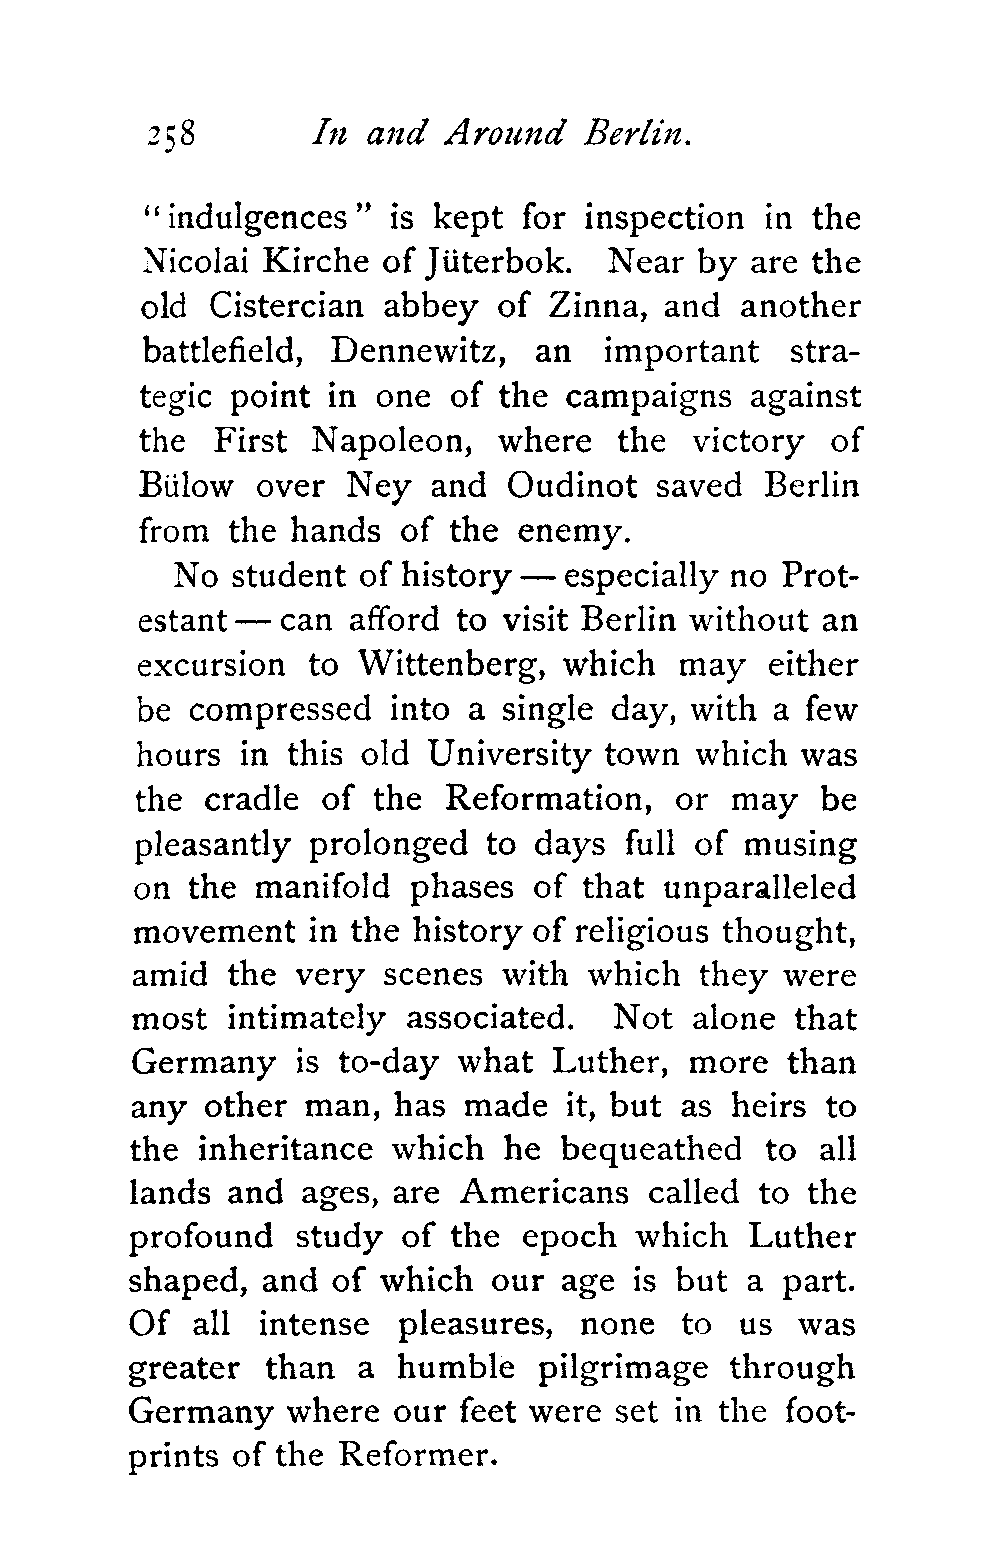 258 In and Around Berlin.
“indulgences” is kept for inspection in the
Nicolai Kirche of Jüterbok. Near by are the
old Cistercian abbey of Zinna, and another
battlefield, Dennewitz, an important stra-
tegic point in one of the campaigns against
the First Napoleon, where the victory of
Bülow over Ney and Oudinot saved Berlin
from the hands of the enemy.
No student of history — especially no Prot-
estant — can afford to visit Berlin without an
excursion to Wittenberg, which may either
be compressed into a single day, with a few
hours in this old University town which was
the cradle of the Reformation, or may be
pleasantly prolonged to days full of musing
on the manifold phases of that unparalleled
movement in the history of religious thought,
amid the very scenes with which they were
most intimately associated. Not alone that
Germany is to-day what Luther, more than
any other man, has made it, but as heirs to
the inheritance which he bequeathed to all
lands and ages, are Americans called to the
profound study of the epoch which Luther
shaped, and of which our age is but a part.
Of all intense pleasures, none to us was
greater than a humble pilgrimage through
Germany where our feet were set in the foot-
prints of the Reformer.